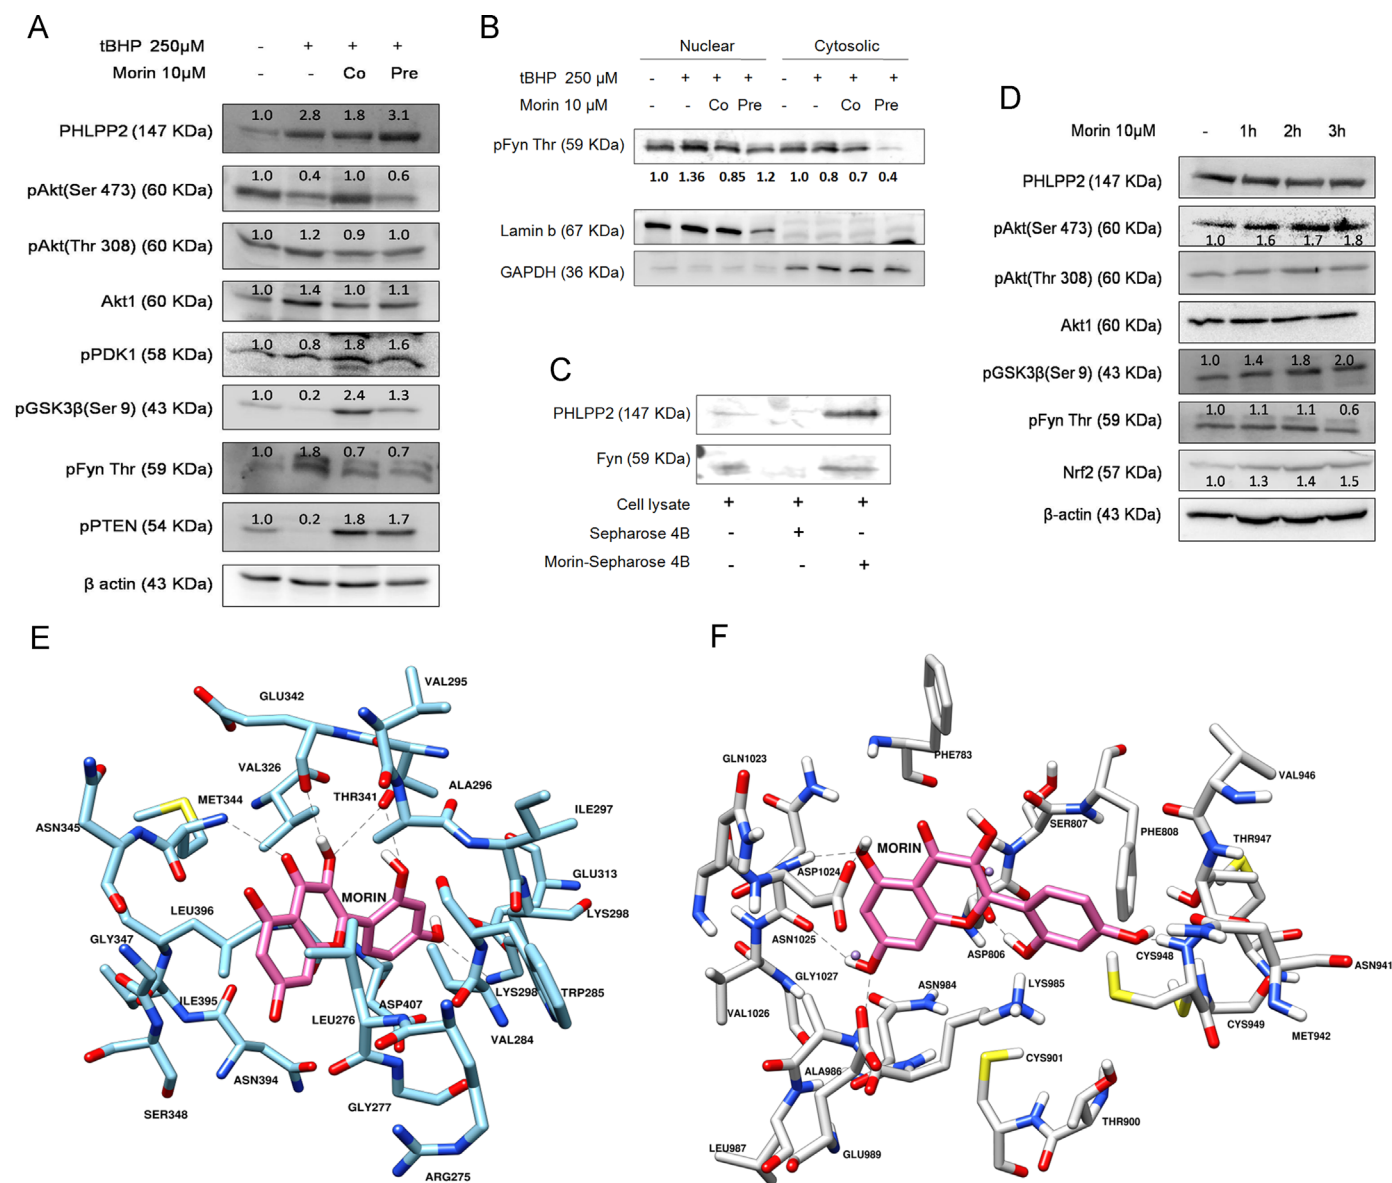 A
tBHP 250µM - + + +
Morin 10µM - - Co Pre
PHLPP2 (147 KDa) 1.0 2.8 1.8 3.1
pAkt(Ser 473) (60 KDa) 1.0 0.4 1.0 0.6
pAkt(Thr 308) (60 KDa) 1.0 1.2 0.9 1.0
Akt1 (60 KDa) 1.0 1.4 1.0 1.1
pPDK1 (58 KDa) 1.0 0.8 1.8 1.6
pGSK3β(Ser 9) (43 KDa) 1.0 0.2 2.4 1.3
pFyn Thr (59 KDa) 1.0 1.8 0.7 0.7
pPTEN (54 KDa) 1.0 0.2 1.8 1.7
β actin (43 KDa)
B
Nuclear Cytosolic
tBHP 250 µM - + + + - + + +
Morin 10 µM - - Co Pre - - Co Pre
pFyn Thr (59 KDa)
1.0 1.36 0.85 1.2 1.0 0.8 0.7 0.4
Lamin b (67 KDa)
GAPDH (36 KDa)
C
PHLPP2 (147 KDa)
Fyn (59 KDa)
Cell lysate + + +
Sepharose 4B - + -
Morin-Sepharose 4B - - +
D
Morin 10µM - 1h 2h 3h
PHLPP2 (147 KDa)
pAkt(Ser 473) (60 KDa) 1.0 1.6 1.7 1.8
pAkt(Thr 308) (60 KDa)
Akt1 (60 KDa)
pGSK3β(Ser 9) (43 KDa) 1.0 1.4 1.8 2.0
pFyn Thr (59 KDa) 1.0 1.1 1.1 0.6
Nrf2 (57 KDa) 1.0 1.3 1.4 1.5
β-actin (43 KDa)
E
VAL295
GLU342
VAL326
THR341
ALA296
MET344
ILE297
ASN345
GLU313
MORIN
LEU396
LYS298
GLY347
ILE395
LYS298
TRP285
ASP407
LEU276
VAL284
ASN394
GLY277
SER348
ARG275
F
PHE783
GLN1023
VAL946
SER807
PHE808
THR947
MORIN
ASP1024
ASN1025
ASP806
CYS948
ASN941
GLY1027
ASN984
LYS985
VAL1026
CYS949
MET942
CYS901
ALA986
THR900
LEU987
GLU989